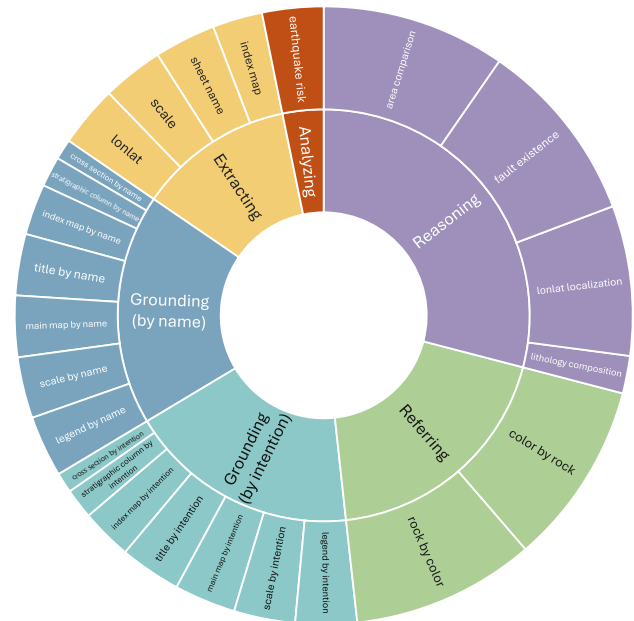 Reasoning
area comparison
fault existence
lonlat localization
lithology composition
Referring
color by rock
rock by color
Grounding
(by intention)
legend by intention
scale by intention
main map by intention
title by intention
index map by intention
stratigraphic column by
intention
cross section by intention
Grounding
(by name)
legend by name
scale by name
main map by name
title by name
index map by name
stratigraphic column by name
cross section by name
Extracting
lonlat
scale
sheet name
index map
Analyzing
earthquake risk